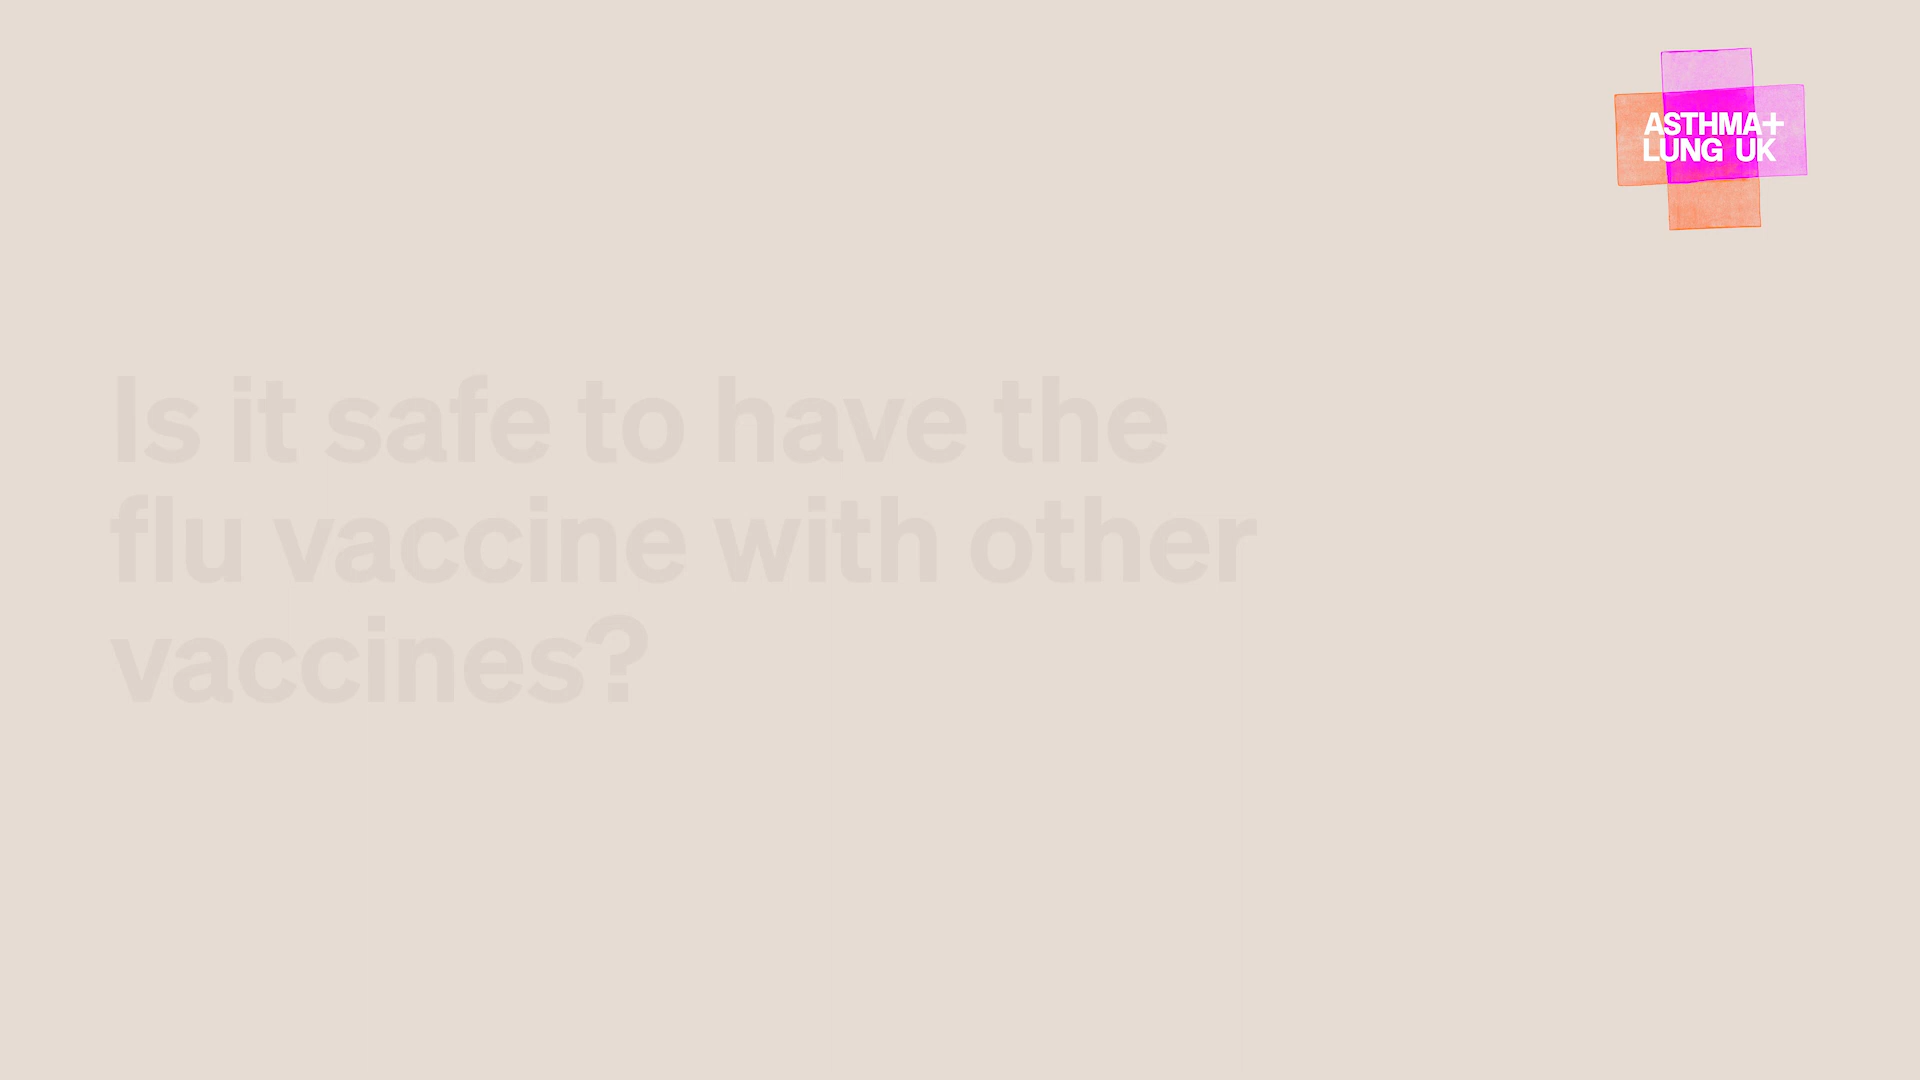 ASTHMA+
LUNG UK
Is it safe to have the
flu vaccine with other
vaccines?